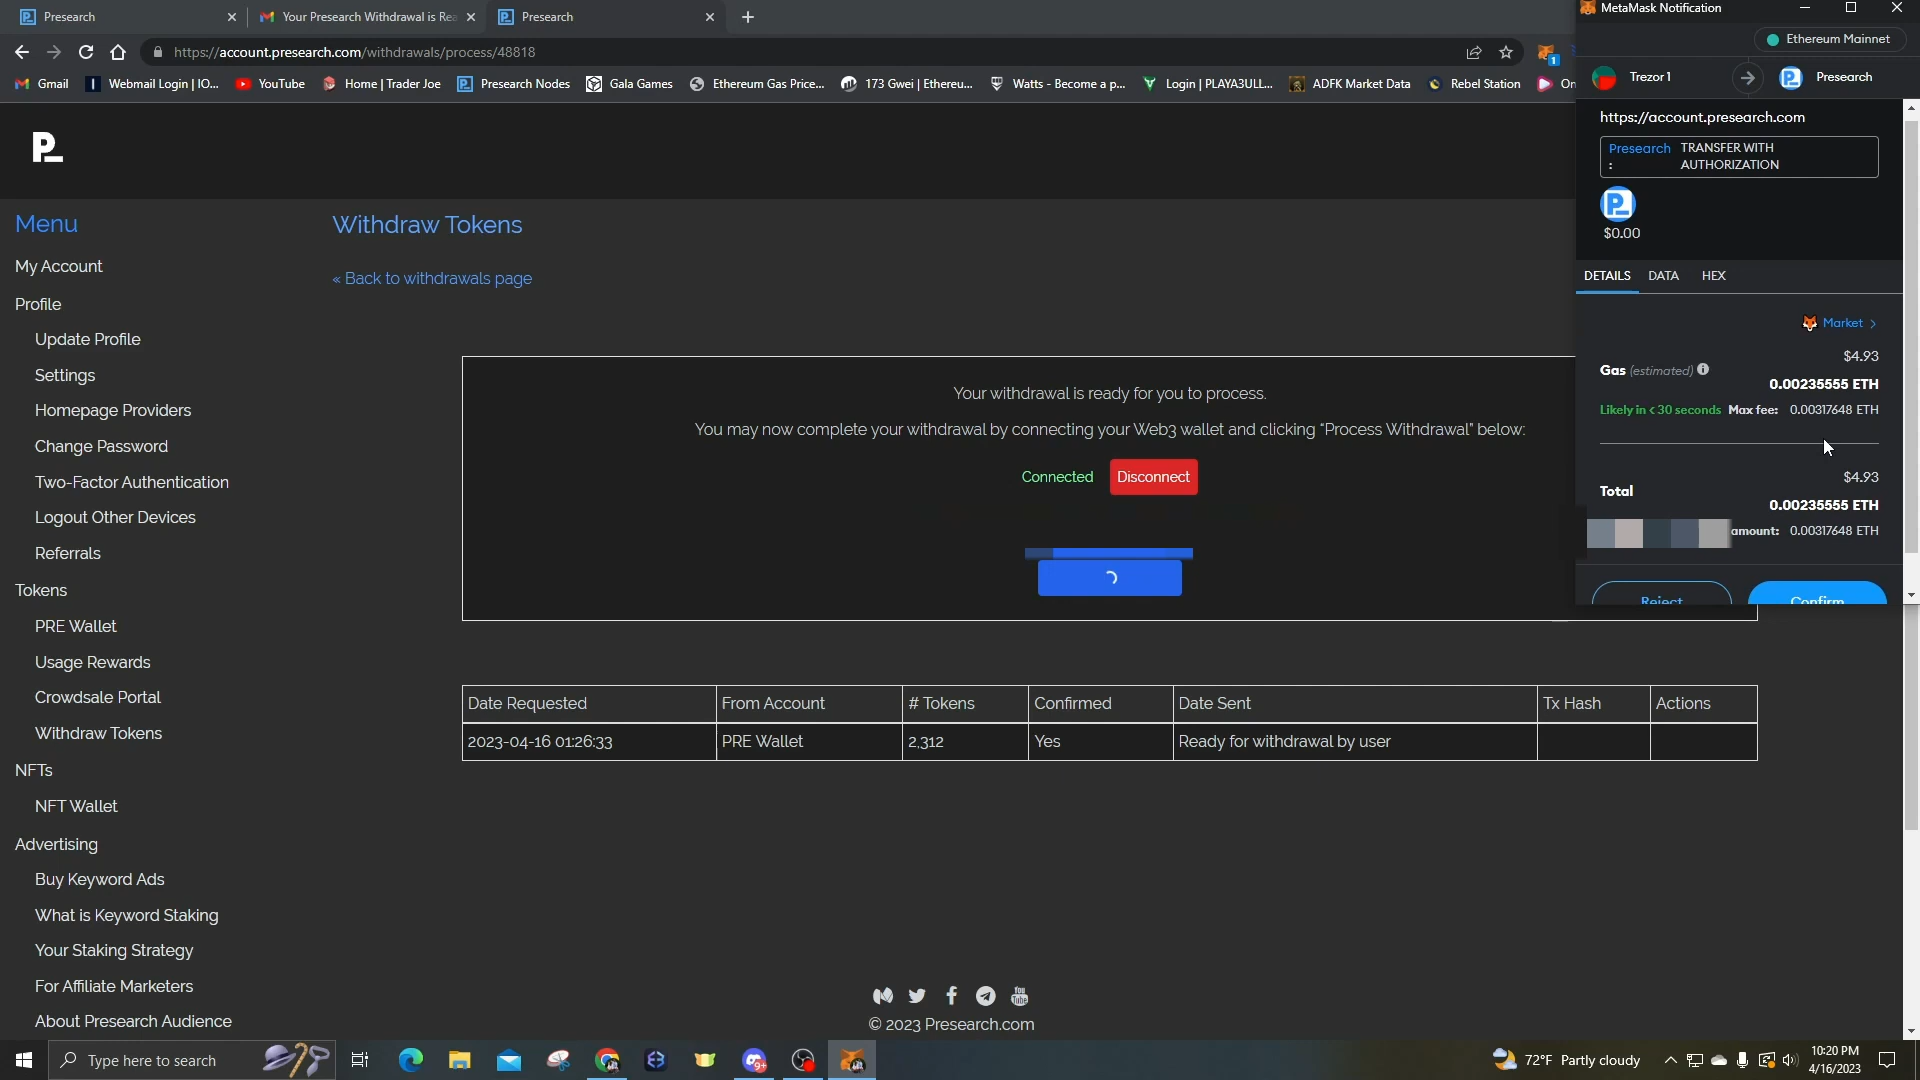 Presearch
Your Presearch Withdrawal is Rea
Presearch
MetaMask Notification
https://account.presearch.com/withdrawals/process/48818
1
Ethereum Mainnet
Gmail
Webmail Login | IO...
YouTube
Home | Trader Joe
Presearch Nodes
Gala Games
Ethereum Gas Price...
173 Gwei | Ethereu...
Watts - Become a p...
Login | PLAYA3ULL...
ADFK Market Data
Rebel Station
On
Trezor 1
Presearch
https://account.presearch.com
Presearch : TRANSFER WITH AUTHORIZATION
$0.00
DETAILS
DATA
HEX
Market >
$4.93
Gas (estimated)
0.00235555 ETH
Likely in < 30 seconds
Max fee: 0.00317648 ETH
$4.93
Total
0.00235555 ETH
amount: 0.00317648 ETH
Reject
Confirm
P_
Menu
My Account
Profile
Update Profile
Settings
Homepage Providers
Change Password
Two-Factor Authentication
Logout Other Devices
Referrals
Tokens
PRE Wallet
Usage Rewards
Crowdsale Portal
Withdraw Tokens
NFTs
NFT Wallet
Advertising
Buy Keyword Ads
What is Keyword Staking
Your Staking Strategy
For Affiliate Marketers
About Presearch Audience
Withdraw Tokens
« Back to withdrawals page
Your withdrawal is ready for you to process.
You may now complete your withdrawal by connecting your Web3 wallet and clicking "Process Withdrawal" below:
Connected
Disconnect
Date Requested
From Account
# Tokens
Confirmed
Date Sent
Tx Hash
Actions
2023-04-16 01:26:33
PRE Wallet
2,312
Yes
Ready for withdrawal by user
© 2023 Presearch.com
Type here to search
9+
72°F Partly cloudy
10:20 PM
4/16/2023